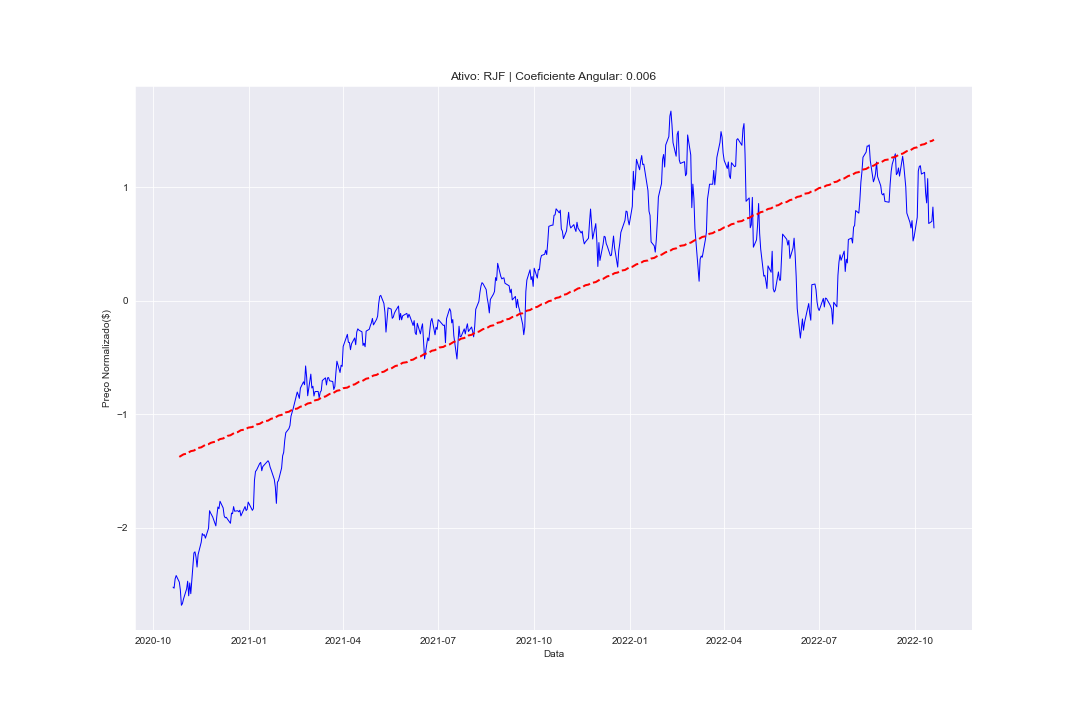 Ativo: RJF | Coeficiente Angular: 0.006
Preço Normalizado($)
1
0
−1
−2
2020-10 2021-01 2021-04 2021-07 2021-10 2022-01 2022-04 2022-07 2022-10
Data